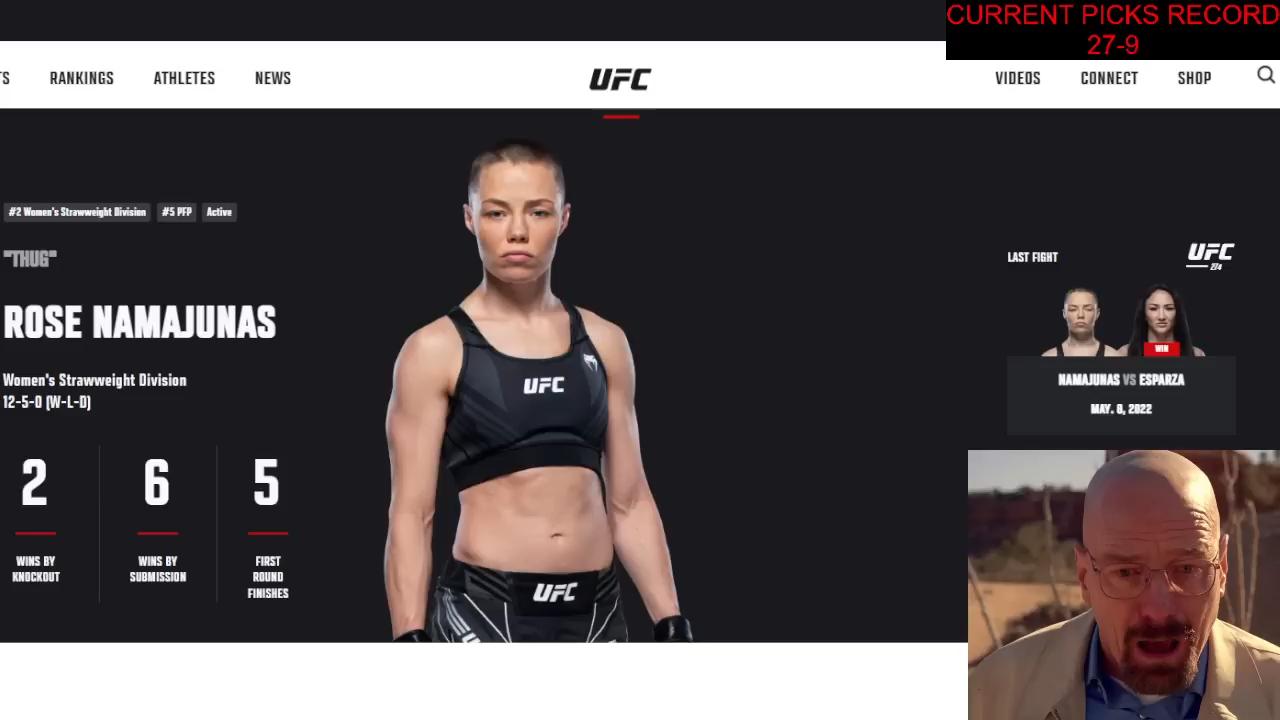 CURRENT PICKS RECORD
27-9
TS
RANKINGS
ATHLETES
NEWS
UFC
VIDEOS
CONNECT
SHOP
#2 Women's Strawweight Division
#5 PFP
Active
"THUG"
ROSE NAMAJUNAS
Women's Strawweight Division
12-5-0 (W-L-D)
2
WINS BY
KNOCKOUT
6
WINS BY
SUBMISSION
5
FIRST
ROUND
FINISHES
UFC
UFC
LAST FIGHT
UFC
274
WIN
NAMAJUNAS VS ESPARZA
MAY. 8, 2022